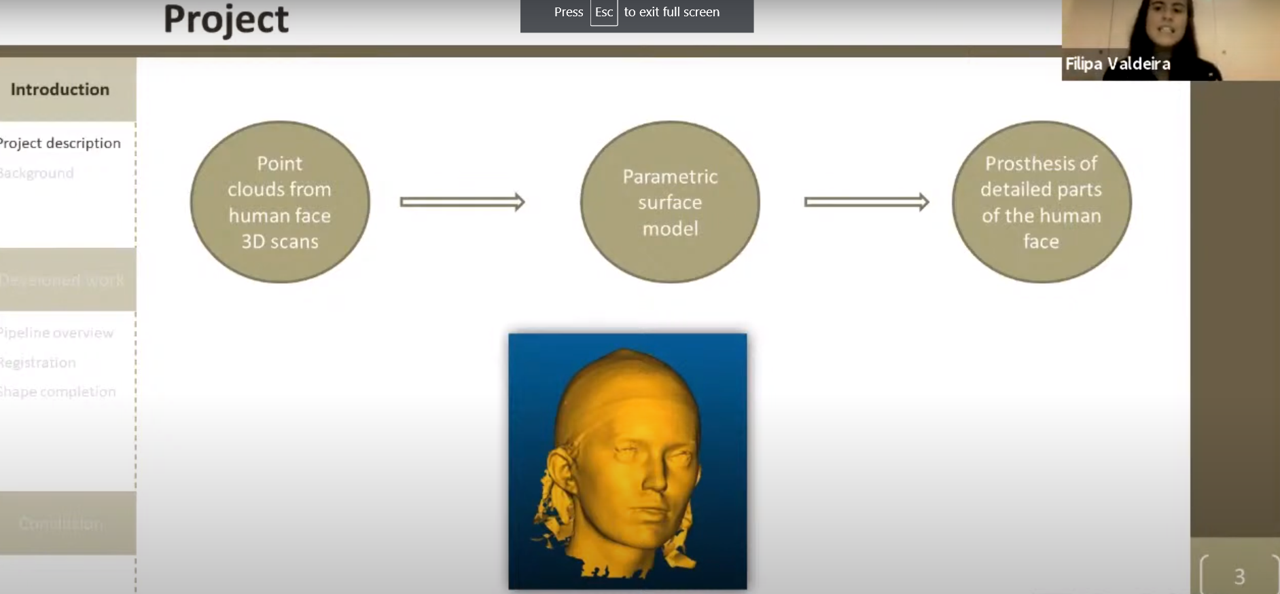 Project
Press Esc to exit full screen
Filipa Valdeira
Introduction
Project description
Background
Developed work
Pipeline overview
Registration
Shape completion
Conclusion
Point
clouds from
human face
3D scans
Parametric
surface
model
Prosthesis of
detailed parts
of the human
face
3